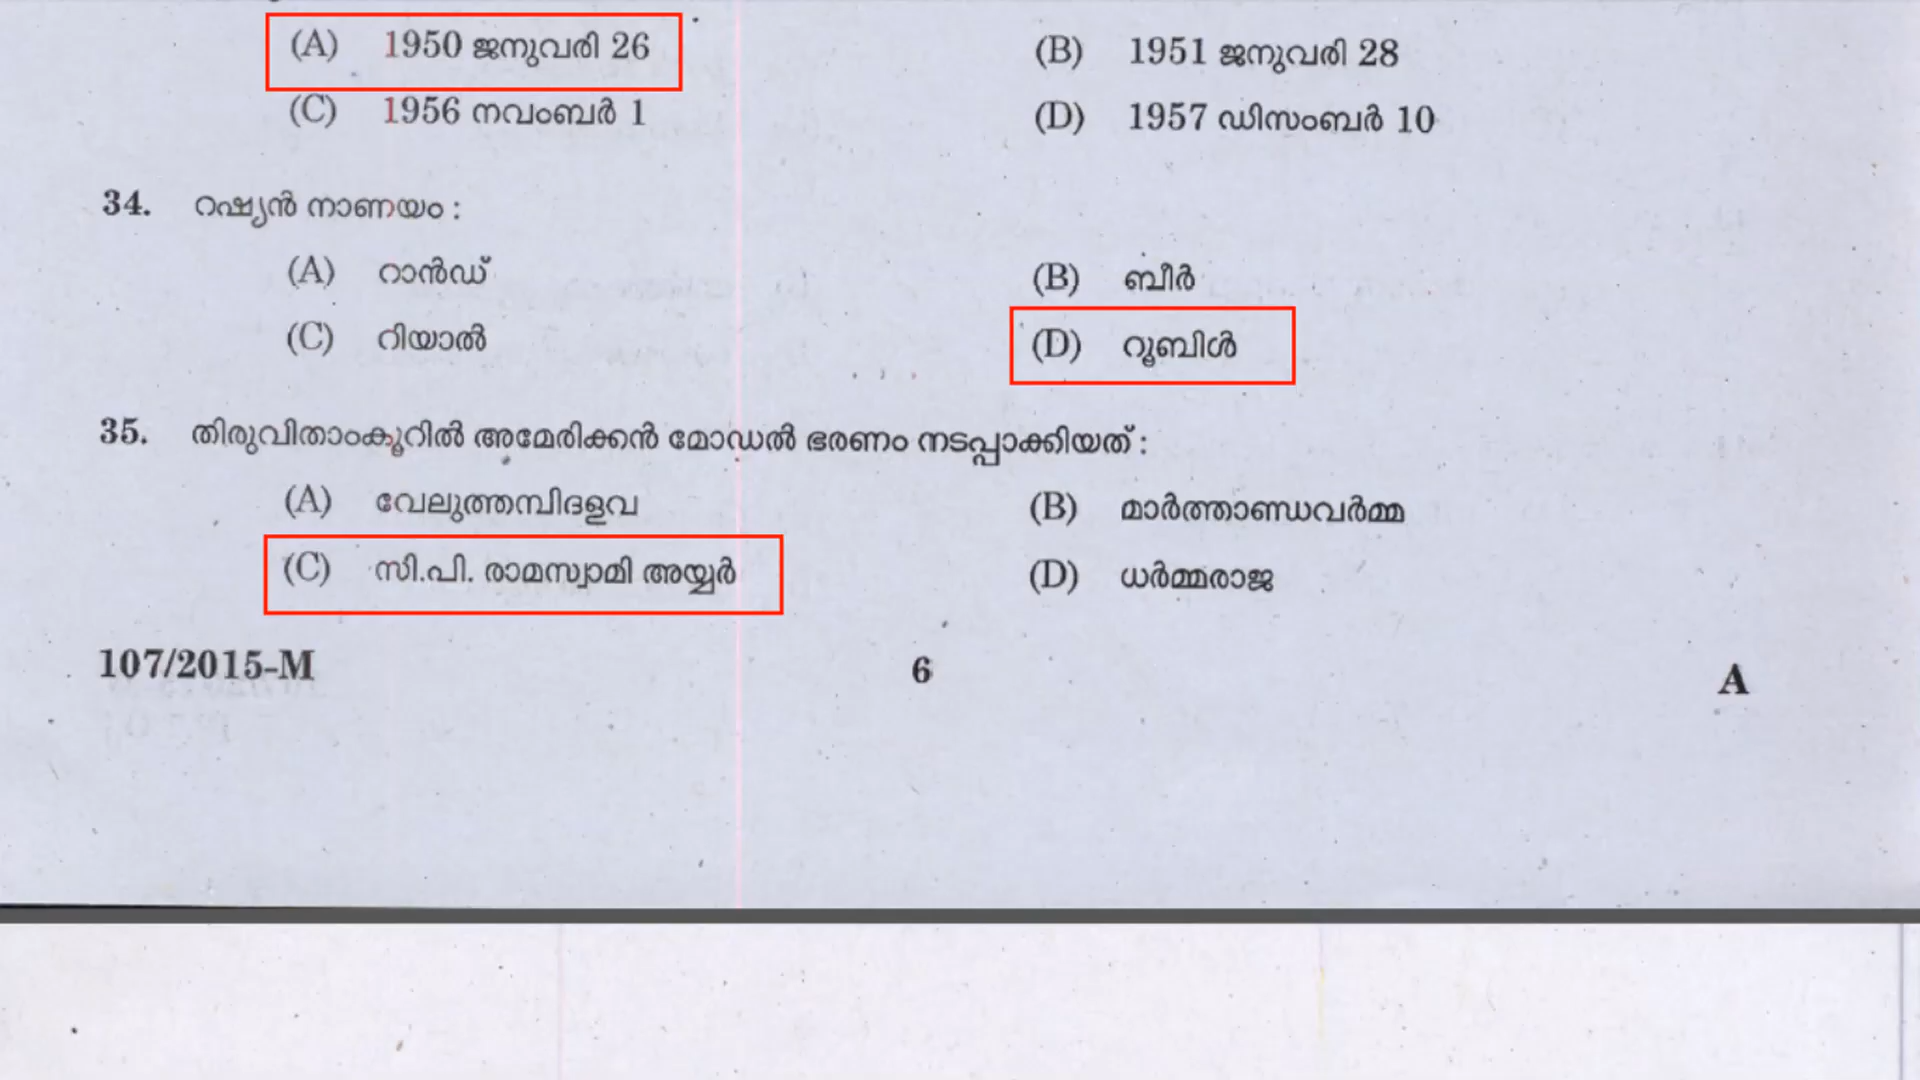 (A) 1950 ജനുവരി 26 (B) 1951 ജനുവരി 28
(C) 1956 നവംബർ 1 (D) 1957 ഡിസംബർ 10
34. റഷ്യൻ നാണയം :
(A) റാൻഡ് (B) ബീർ
(C) റിയാൽ (D) റൂബിൾ
35. തിരുവിതാംകൂറിൽ അമേരിക്കൻ മോഡൽ ഭരണം നടപ്പാക്കിയത് :
(A) വേലുത്തമ്പിദളവ (B) മാർത്താണ്ഡവർമ്മ
(C) സി.പി. രാമസ്വാമി അയ്യർ (D) ധർമ്മരാജ
107/2015-M 6 A